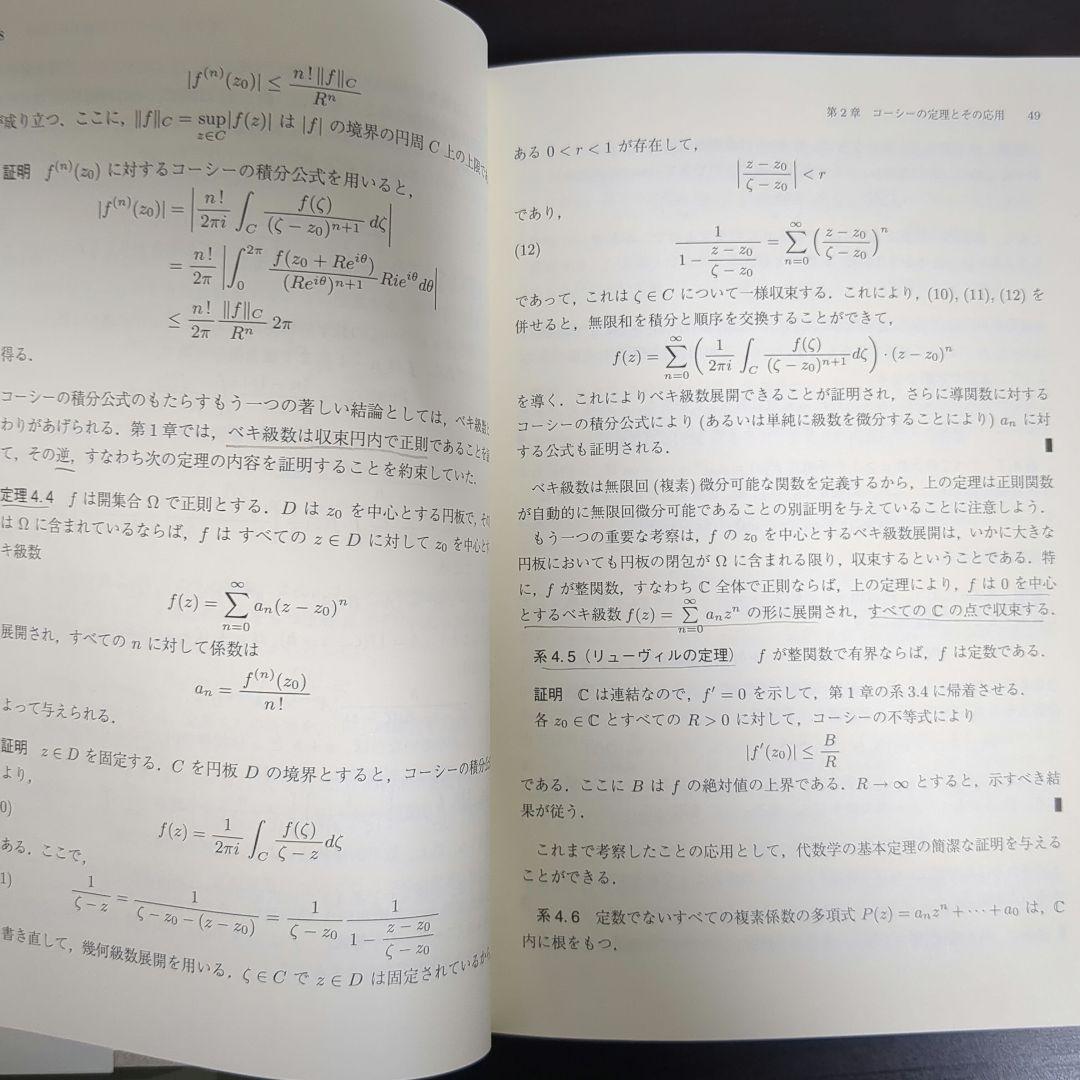 |f^{(n)}(z_0)| ≤ \frac{n!‖f‖_C}{R^n}
成り立つ．ここに，‖f‖_C = \sup_{z∈C}|f(z)| は |f| の境界の円周 C 上の上限
証明 f^{(n)}(z_0) に対するコーシーの積分公式を用いると，
|f^{(n)}(z_0)| = \left|\frac{n!}{2πi} ∫_C \frac{f(ζ)}{(ζ − z_0)^{n+1}} dζ\right|
= \frac{n!}{2π} \left|∫_0^{2π} \frac{f(z_0 + Re^{iθ})}{(Re^{iθ})^{n+1}} Rie^{iθ}dθ\right|
≤ \frac{n!}{2π} \frac{‖f‖_C}{R^n} 2π
得る．
コーシーの積分公式のもたらすもう一つの著しい結論としては，ベキ級数
わりがあげられる．第1章では，ベキ級数は収束円内で正則であることを
て，その逆，すなわち次の定理の内容を証明することを約束していた．
定理4.4 f は開集合 Ω で正則とする．D は z_0 を中心とする円板で，
は Ω に含まれているならば，f は すべての z ∈ D に対して z_0 を中心と
キ級数
f(z) = \sum_{n=0}^{∞} a_n(z − z_0)^n
展開され，すべての n に対して係数は
a_n = \frac{f^{(n)}(z_0)}{n!}
よって与えられる．
証明 z ∈ D を固定する．C を円板 D の境界とすると，コーシーの積分
より，
0)
f(z) = \frac{1}{2πi} ∫_C \frac{f(ζ)}{ζ − z} dζ
ある．ここで，
1)
\frac{1}{ζ − z} = \frac{1}{ζ − z_0 − (z − z_0)} = \frac{1}{ζ − z_0} \frac{1}{1 − \frac{z − z_0}{ζ − z_0}}
書き直して，幾何級数展開を用いる．ζ ∈ C で z ∈ D は固定されているから
第2章 コーシーの定理とその応用 49
ある 0 < r < 1 が存在して，
\left|\frac{z − z_0}{ζ − z_0}\right| < r
であり，
(12) \frac{1}{1 − \frac{z − z_0}{ζ − z_0}} = \sum_{n=0}^{∞} \left(\frac{z − z_0}{ζ − z_0}\right)^n
であって，これは ζ ∈ C について一様収束する．これにより，(10), (11), (12) を
併せると，無限和を積分と順序を交換することができて，
f(z) = \sum_{n=0}^{∞} \left(\frac{1}{2πi} ∫_C \frac{f(ζ)}{(ζ − z_0)^{n+1}} dζ\right) · (z − z_0)^n
を導く．これによりベキ級数展開できることが証明され，さらに導関数に対する
コーシーの積分公式により (あるいは単純に級数を微分することにより) a_n に対
する公式も証明される．
ベキ級数は無限回 (複素) 微分可能な関数を定義するから，上の定理は正則関数
が自動的に無限回微分可能であることの別証明を与えていることに注意しよう．
もう一つの重要な考察は，f の z_0 を中心とするベキ級数展開は，いかに大きな
円板においても円板の閉包が Ω に含まれる限り，収束するということである．特
に，f が整関数，すなわち ℂ 全体で正則ならば，上の定理により，f は 0 を中心
とするベキ級数 f(z) = \sum_{n=0}^{∞} a_n z^n の形に展開され，すべての ℂ の点で収束する．
系4.5（リューヴィルの定理） f が整関数で有界ならば，f は定数である．
証明 ℂ は連結なので，f′ = 0 を示して，第1章の系3.4 に帰着させる．
各 z_0 ∈ ℂ とすべての R > 0 に対して，コーシーの不等式により
|f′(z_0)| ≤ \frac{B}{R}
である．ここに B は f の絶対値の上界である．R → ∞ とすると，示すべき結
果が従う．
これまで考察したことの応用として，代数学の基本定理の簡潔な証明を与える
ことができる．
系4.6 定数でないすべての複素係数の多項式 P(z) = a_n z^n + ⋯ + a_0 は，ℂ
内に根をもつ．